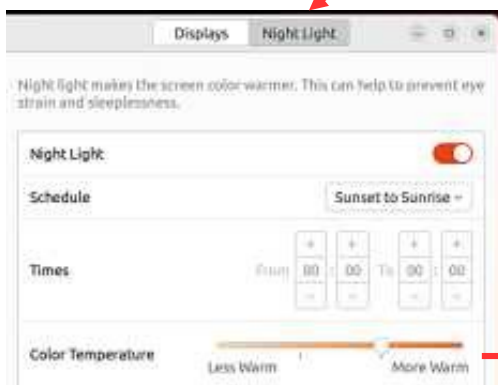 Displays Night Light
Night light makes the screen color warmer. This can help to prevent eye
strain and sleeplessness.
Night Light
Schedule Sunset to Sunrise
+ + + +
Times From 00 : 00 To 00 : 00
- - - -
Color Temperature
Less Warm More Warm